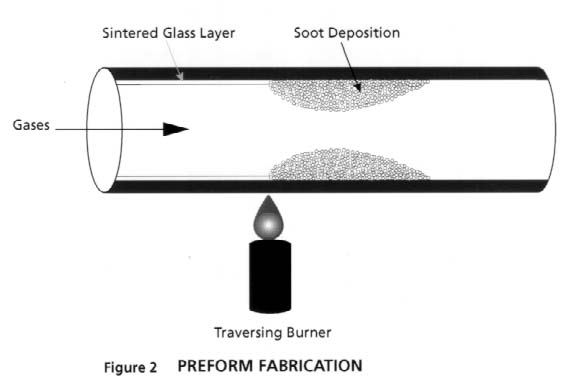 Sintered Glass Layer
Soot Deposition
Gases
Traversing Burner
Figure 2 PREFORM FABRICATION